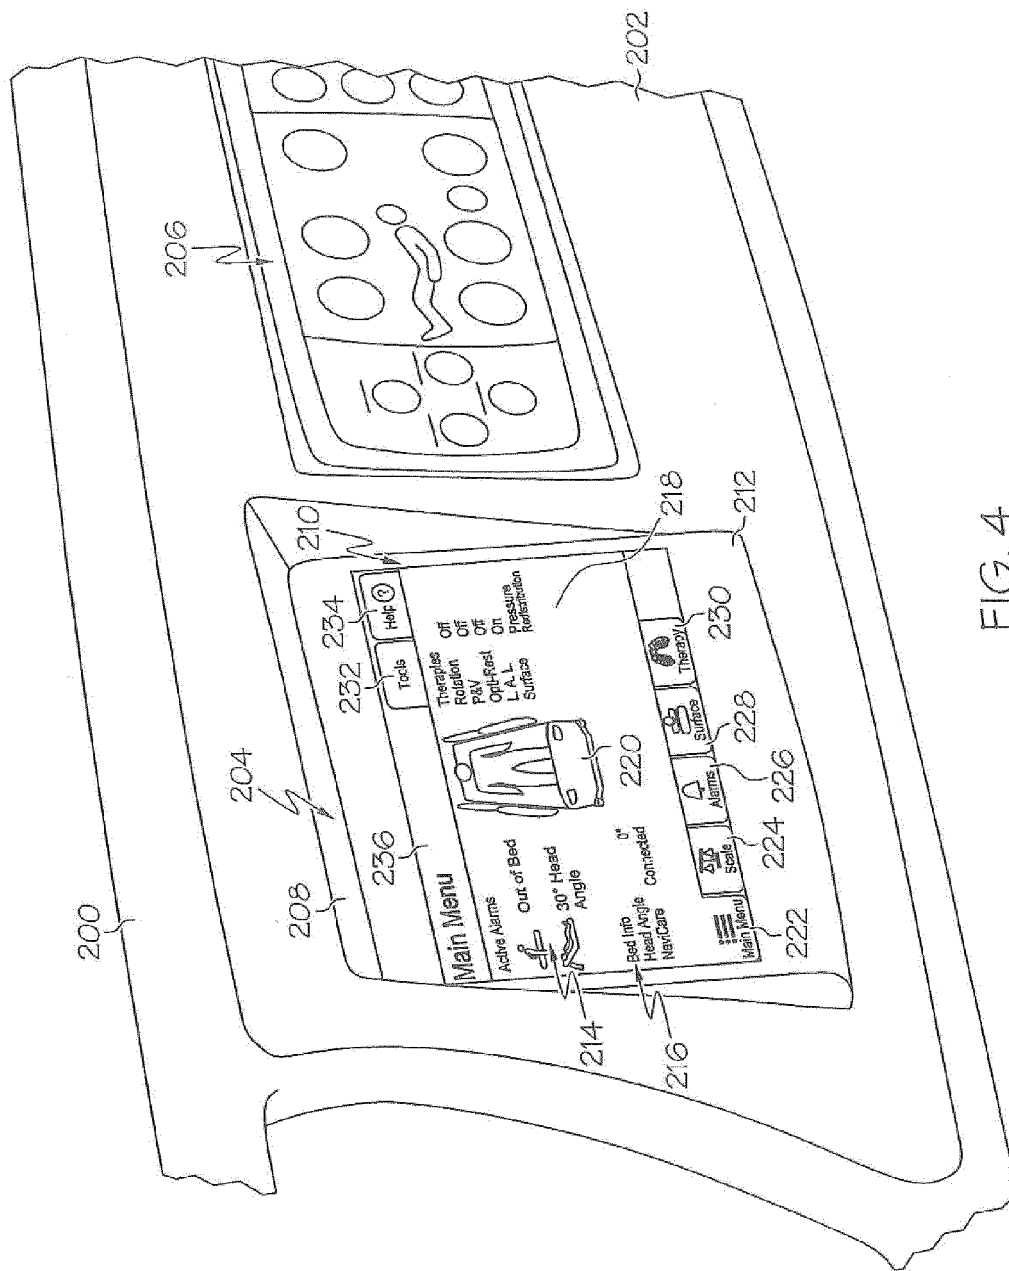 200
206
204
202
208
232
234
210
236
Tools
Help ?
Main Menu
Active Alarms
Out of Bed
30° Head
Angle
Therapies
Rotation Off
P&V Off
Opti-Rest Off
L. A. L On
Surface Pressure
Redistribution
214
220
218
Bed Info
Head Angle 0°
NaviCare Connected
216
Main Menu
Scale
Alarms
Surface
Therapy
222
224
226
228
230
212
FIG. 4